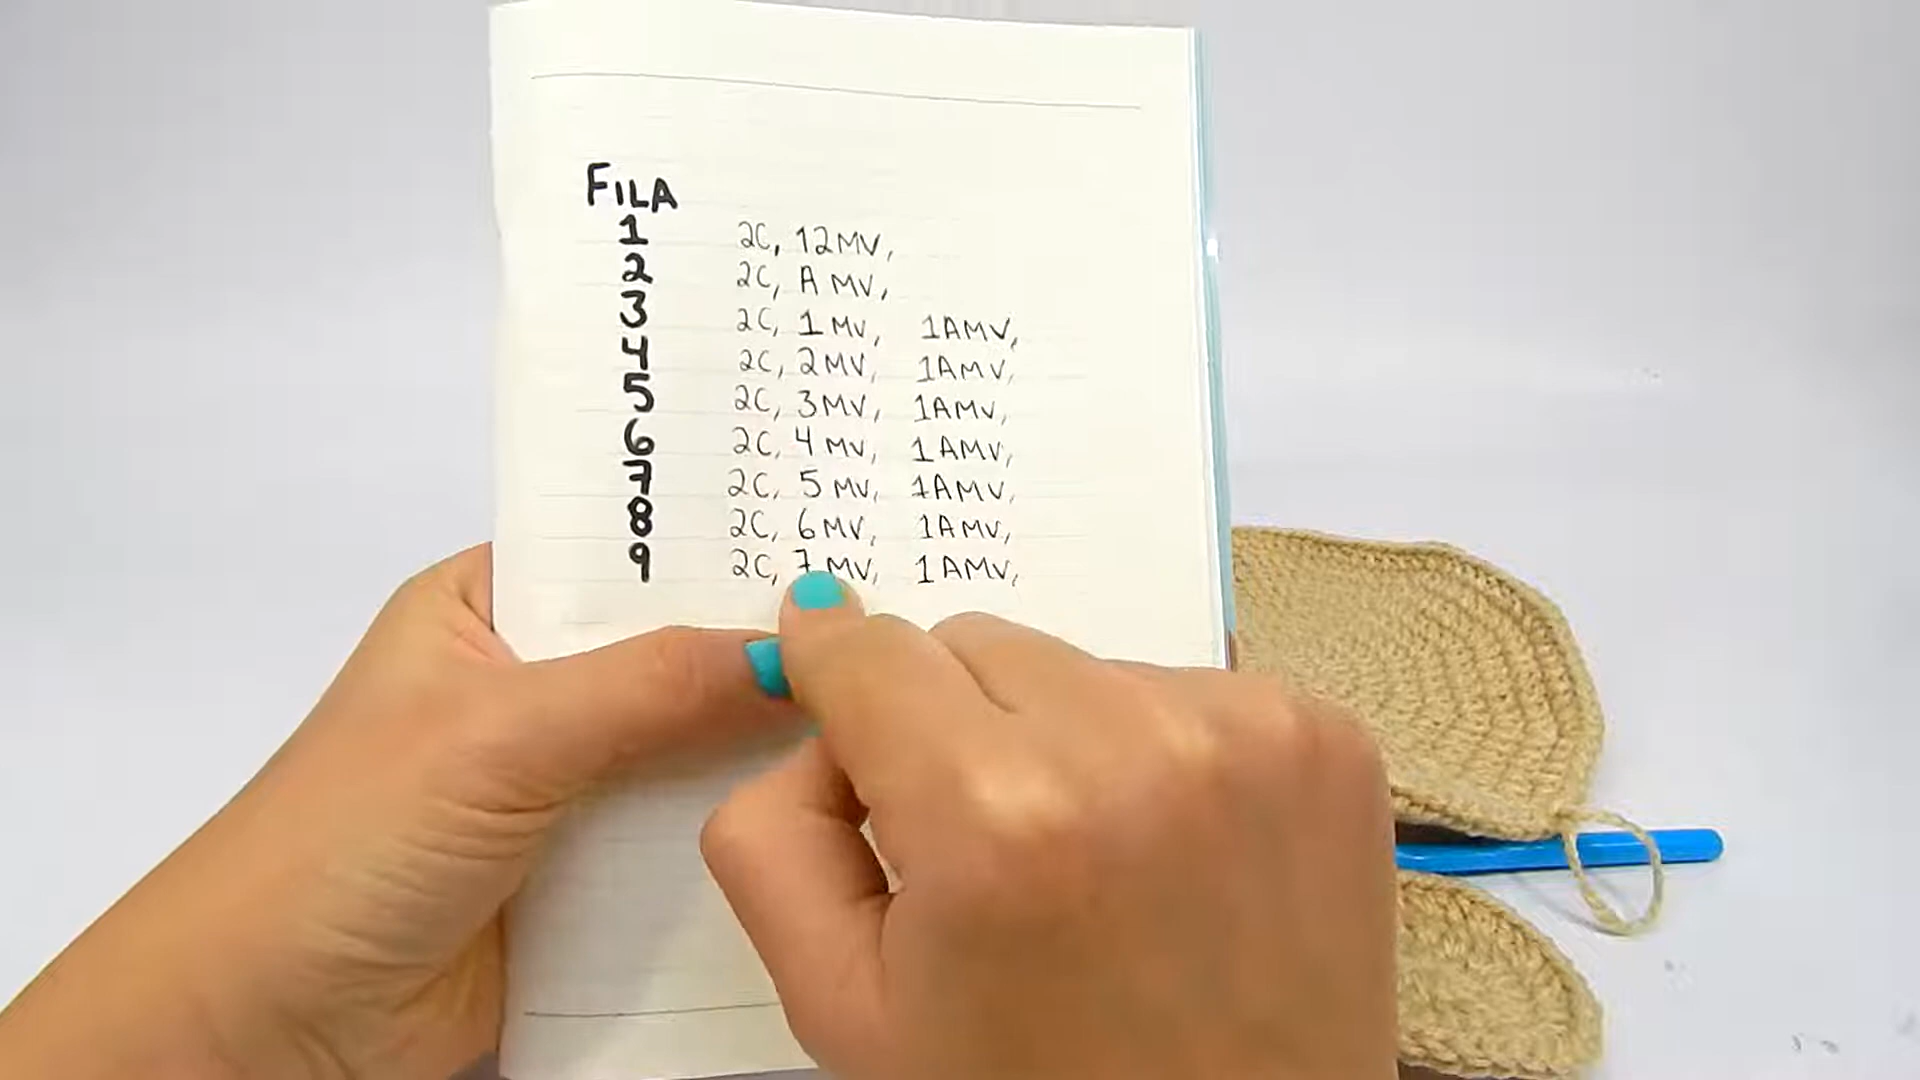 FILA
1 2C, 12MV,
2 2C, A MV,
3 2C, 1 MV, 1AMV,
4 2C, 2MV, 1AMV,
5 2C, 3MV, 1AMV,
6 2C, 4 MV, 1AMV,
7 2C, 5 MV, 1AMV,
8 2C, 6MV, 1AMV,
9 2C, 7MV, 1AMV,